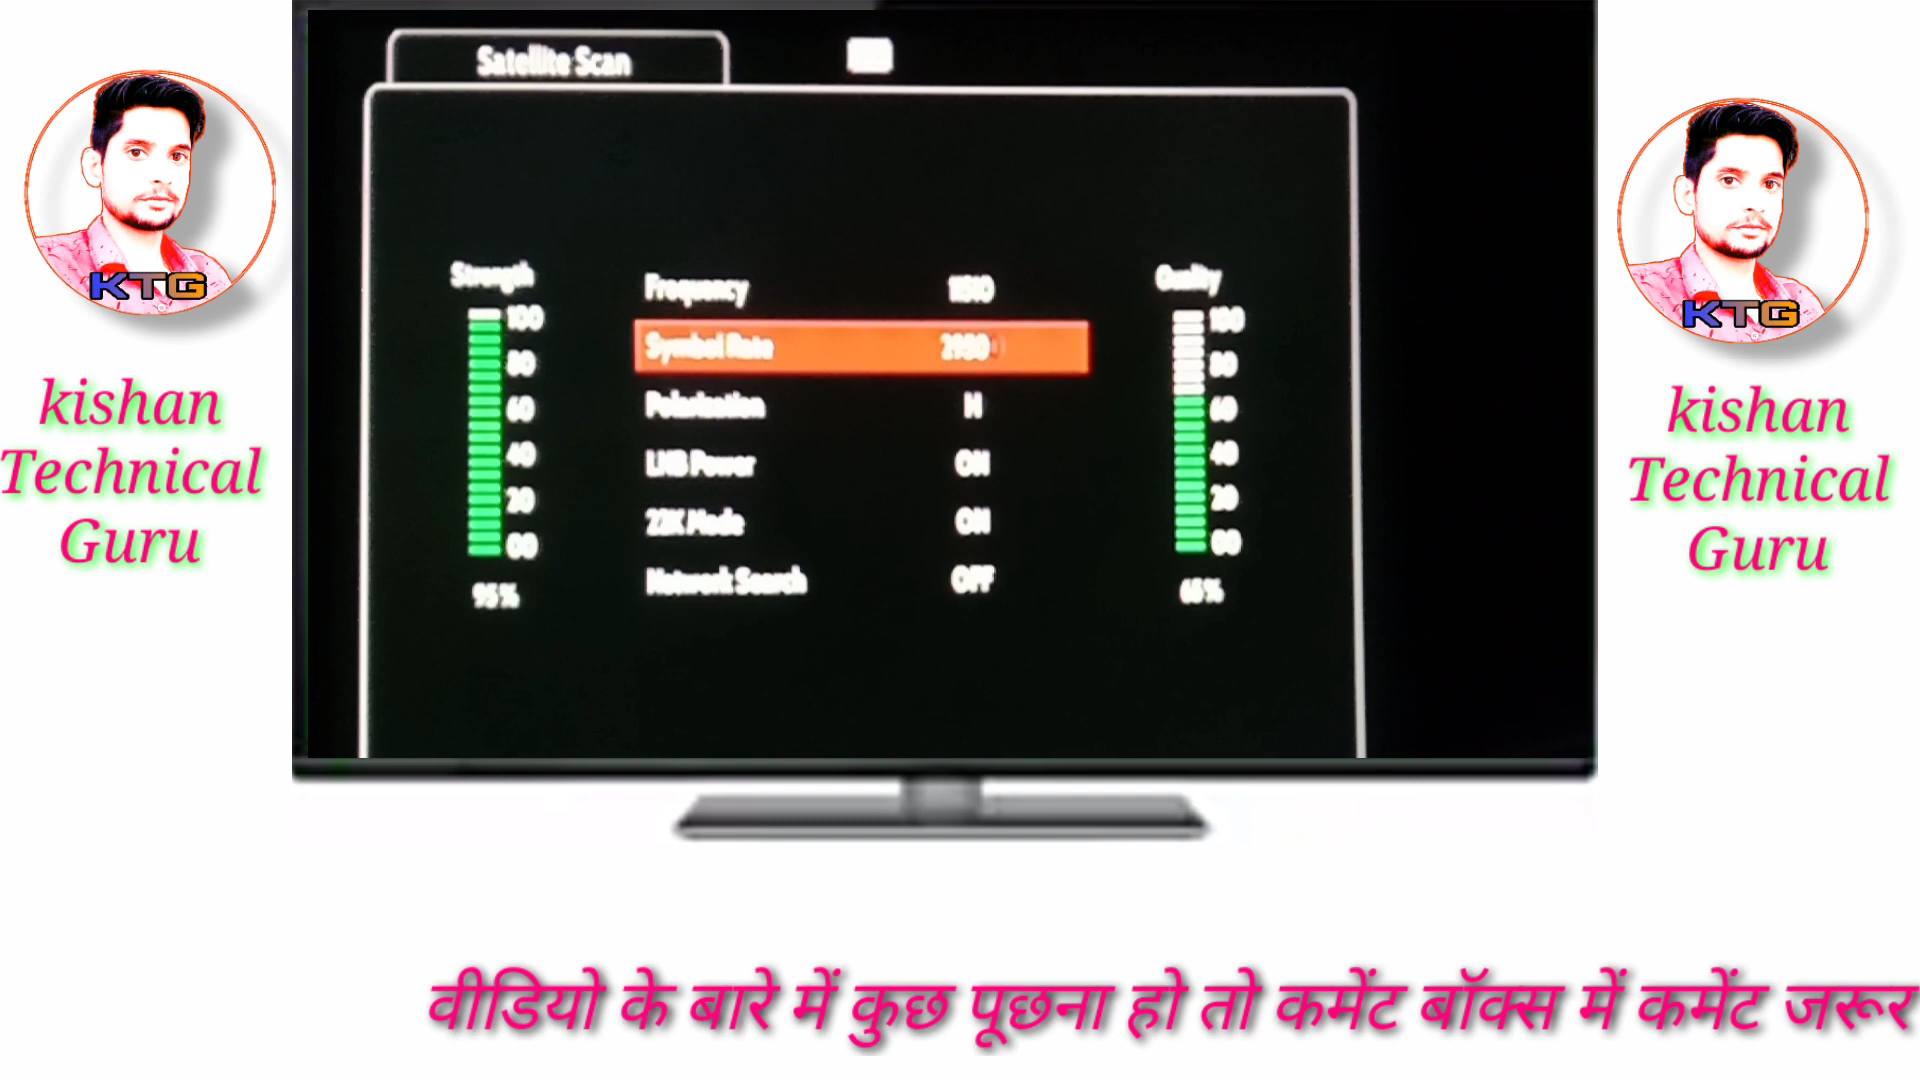 Satellite Scan
Strength
100
80
60
40
20
00
95%
Frequency
Symbol Rate
Polarisation H
LNB Power ON
22K Mode ON
Network Search OFF
Quality
100
80
60
40
20
00
65%
KTG
kishan
Technical
Guru
KTG
kishan
Technical
Guru
वीडियो के बारे में कुछ पूछना हो तो कमेंट बॉक्स में कमेंट जरूर